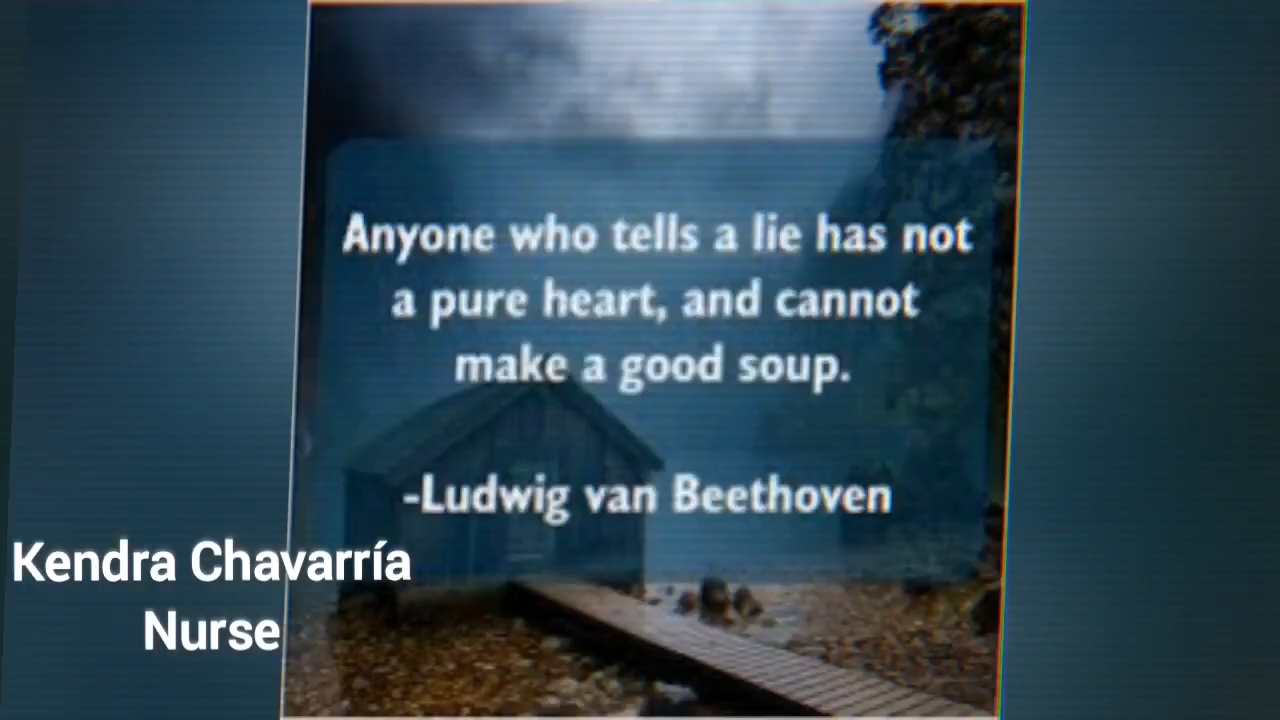 Anyone who tells a lie has not
a pure heart, and cannot
make a good soup.
-Ludwig van Beethoven
Kendra Chavarría
Nurse